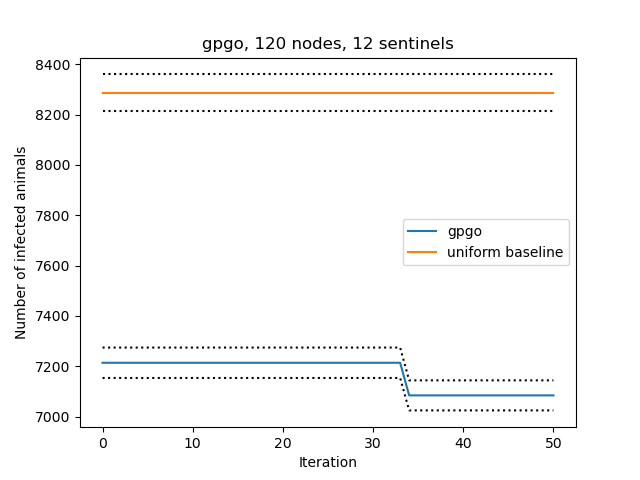 gpgo, 120 nodes, 12 sentinels
8400
8200
8000
7800
7600
7400
7200
7000
Number of infected animals
gpgo
uniform baseline
0 10 20 30 40 50
Iteration